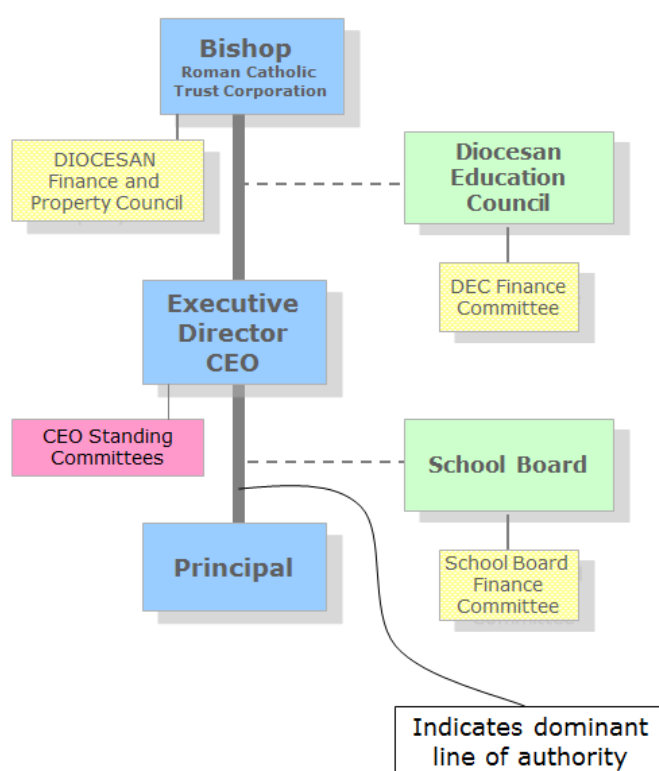 Bishop
Roman Catholic
Trust Corporation
DIOCESAN
Finance and
Property Council
Diocesan
Education
Council
DEC Finance
Committee
Executive
Director
CEO
CEO Standing
Committees
School Board
Principal
School Board
Finance
Committee
Indicates dominant
line of authority